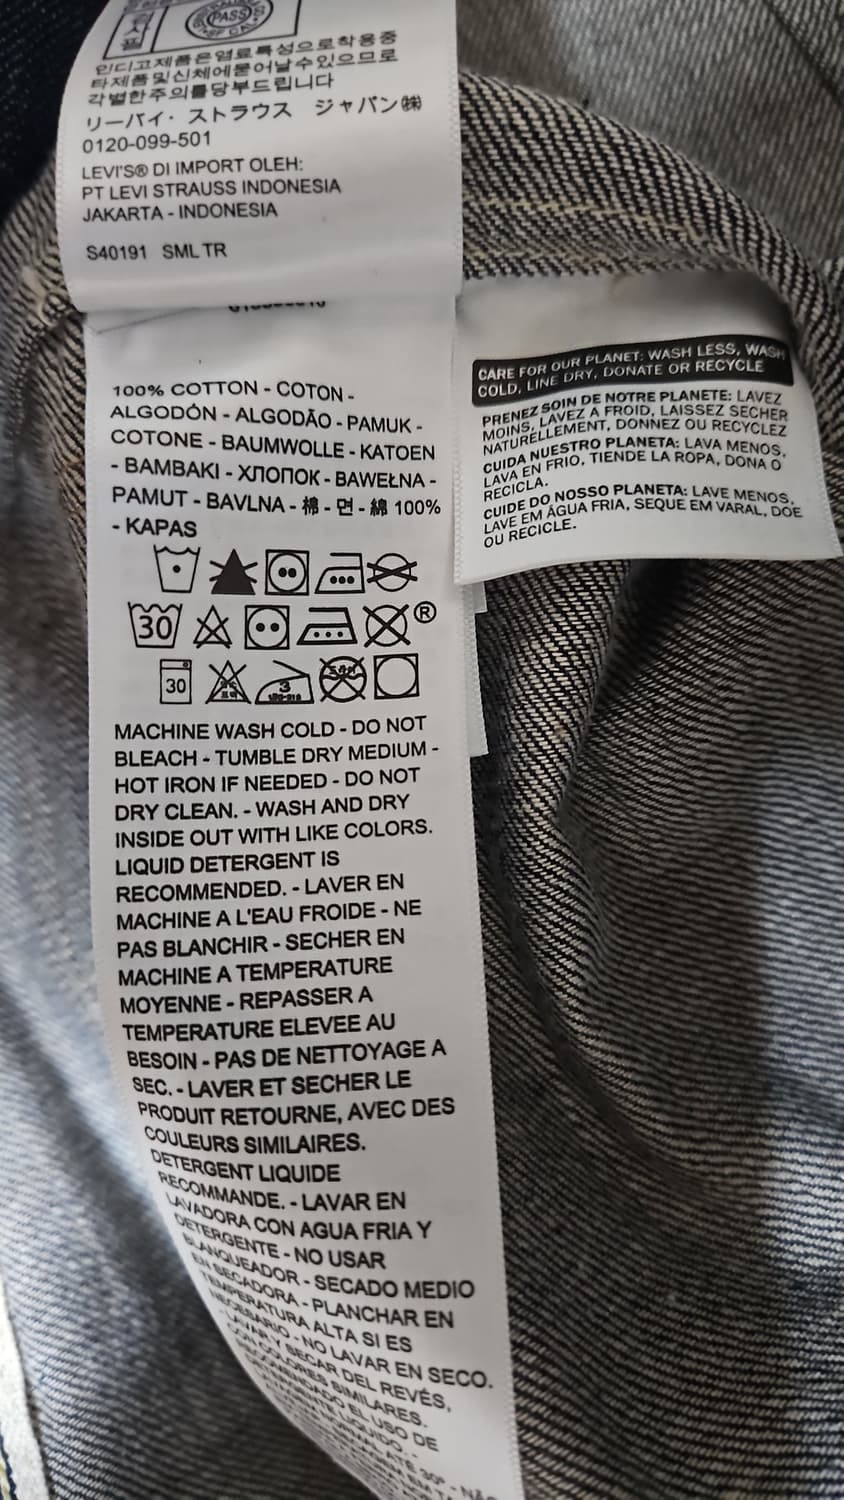 PASS
인디고제품은염료특성으로착용중
타제품및신체에묻어날수있으므로
각별한주의를당부드립니다
リーバイ・ストラウス ジャパン㈱
0120-099-501
LEVI'S® DI IMPORT OLEH:
PT LEVI STRAUSS INDONESIA
JAKARTA - INDONESIA
S40191 SML TR
100% COTTON - COTON -
ALGODÓN - ALGODÃO - PAMUK -
COTONE - BAUMWOLLE - KATOEN
- BAMBAKI - ХЛОПОК - BAWEŁNA -
PAMUT - BAVLNA - 棉 - 면 - 綿 100%
- KAPAS
30
®
30
3
MACHINE WASH COLD - DO NOT
BLEACH - TUMBLE DRY MEDIUM -
HOT IRON IF NEEDED - DO NOT
DRY CLEAN. - WASH AND DRY
INSIDE OUT WITH LIKE COLORS.
LIQUID DETERGENT IS
RECOMMENDED. - LAVER EN
MACHINE A L'EAU FROIDE - NE
PAS BLANCHIR - SECHER EN
MACHINE A TEMPERATURE
MOYENNE - REPASSER A
TEMPERATURE ELEVEE AU
BESOIN - PAS DE NETTOYAGE A
SEC. - LAVER ET SECHER LE
PRODUIT RETOURNE, AVEC DES
COULEURS SIMILAIRES.
DETERGENT LIQUIDE
RECOMMANDE. - LAVAR EN
LAVADORA CON AGUA FRIA Y
DETERGENTE - NO USAR
BLANQUEADOR - SECADO MEDIO
EN SECADORA - PLANCHAR EN
TEMPERATURA ALTA SI ES
NECESARIO - NO LAVAR EN SECO.
- LAVAR Y SECAR DEL REVÉS,
CON COLORES SIMILARES.
RECOMENDADO EL USO DE
CARE FOR OUR PLANET: WASH LESS, WASH
COLD, LINE DRY, DONATE OR RECYCLE
PRENEZ SOIN DE NOTRE PLANETE: LAVEZ
MOINS, LAVEZ A FROID, LAISSEZ SECHER
NATURELLEMENT, DONNEZ OU RECYCLEZ
CUIDA NUESTRO PLANETA: LAVA MENOS,
LAVA EN FRIO, TIENDE LA ROPA, DONA O
RECICLA.
CUIDE DO NOSSO PLANETA: LAVE MENOS,
LAVE EM ÁGUA FRIA, SEQUE EM VARAL, DOE
OU RECICLE.